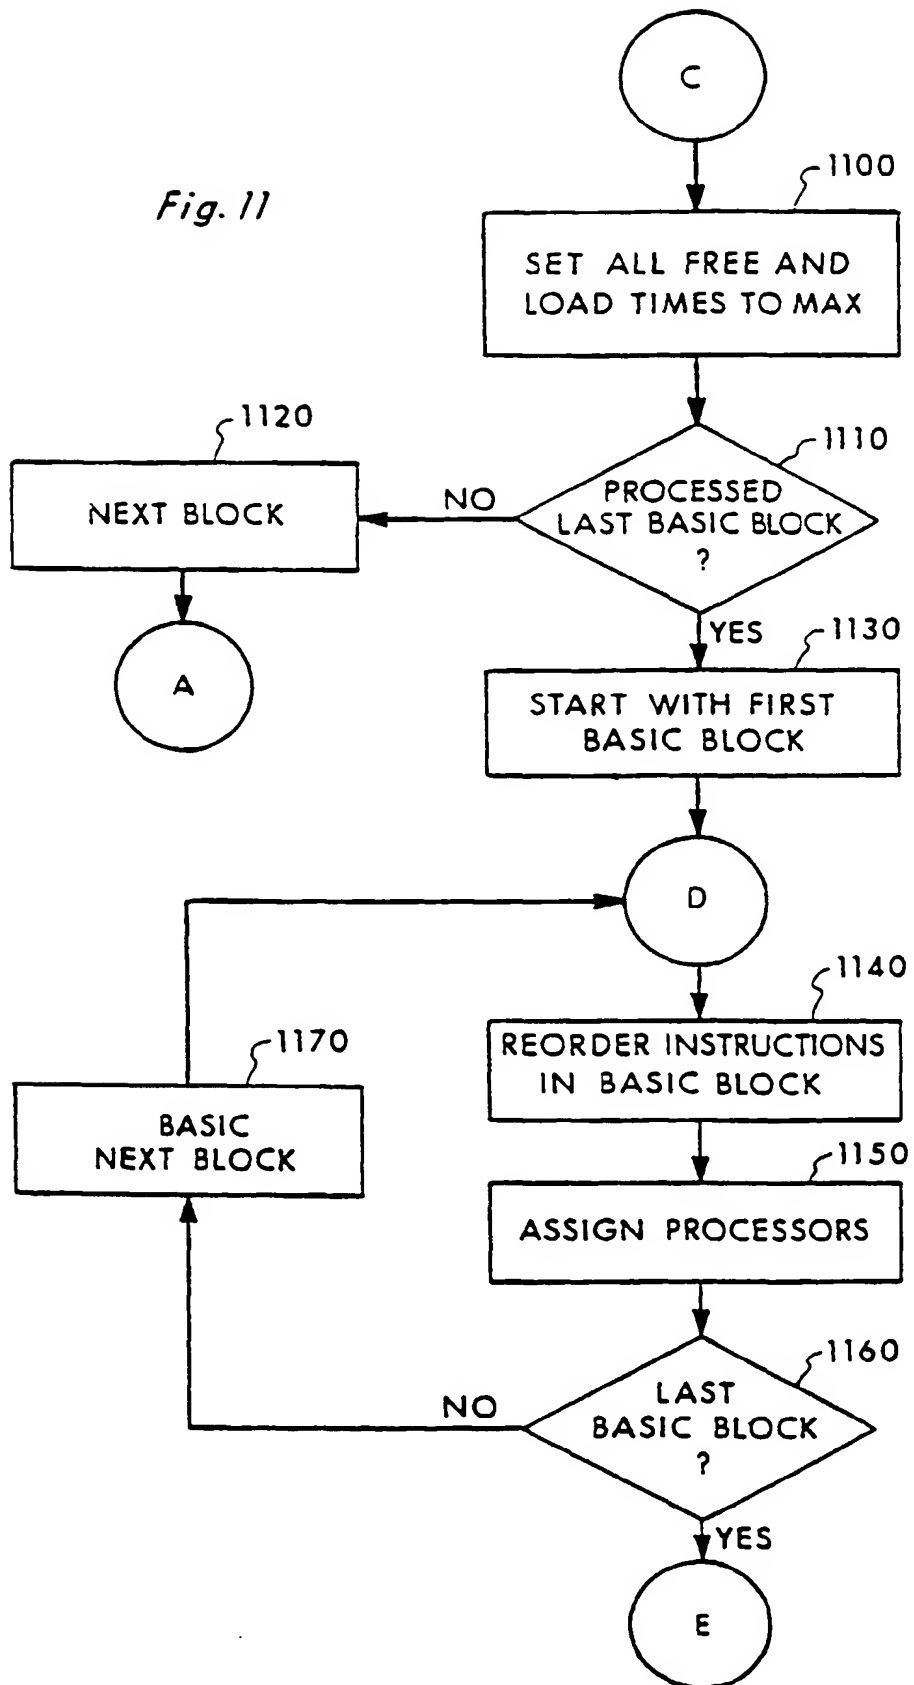 C
Fig. 11
1100
SET ALL FREE AND
LOAD TIMES TO MAX
1120
1110
NEXT BLOCK
NO
PROCESSED
LAST BASIC BLOCK
?
YES
1130
A
START WITH FIRST
BASIC BLOCK
D
1140
REORDER INSTRUCTIONS
IN BASIC BLOCK
1170
BASIC
NEXT BLOCK
1150
ASSIGN PROCESSORS
1160
NO
LAST
BASIC BLOCK
?
YES
E